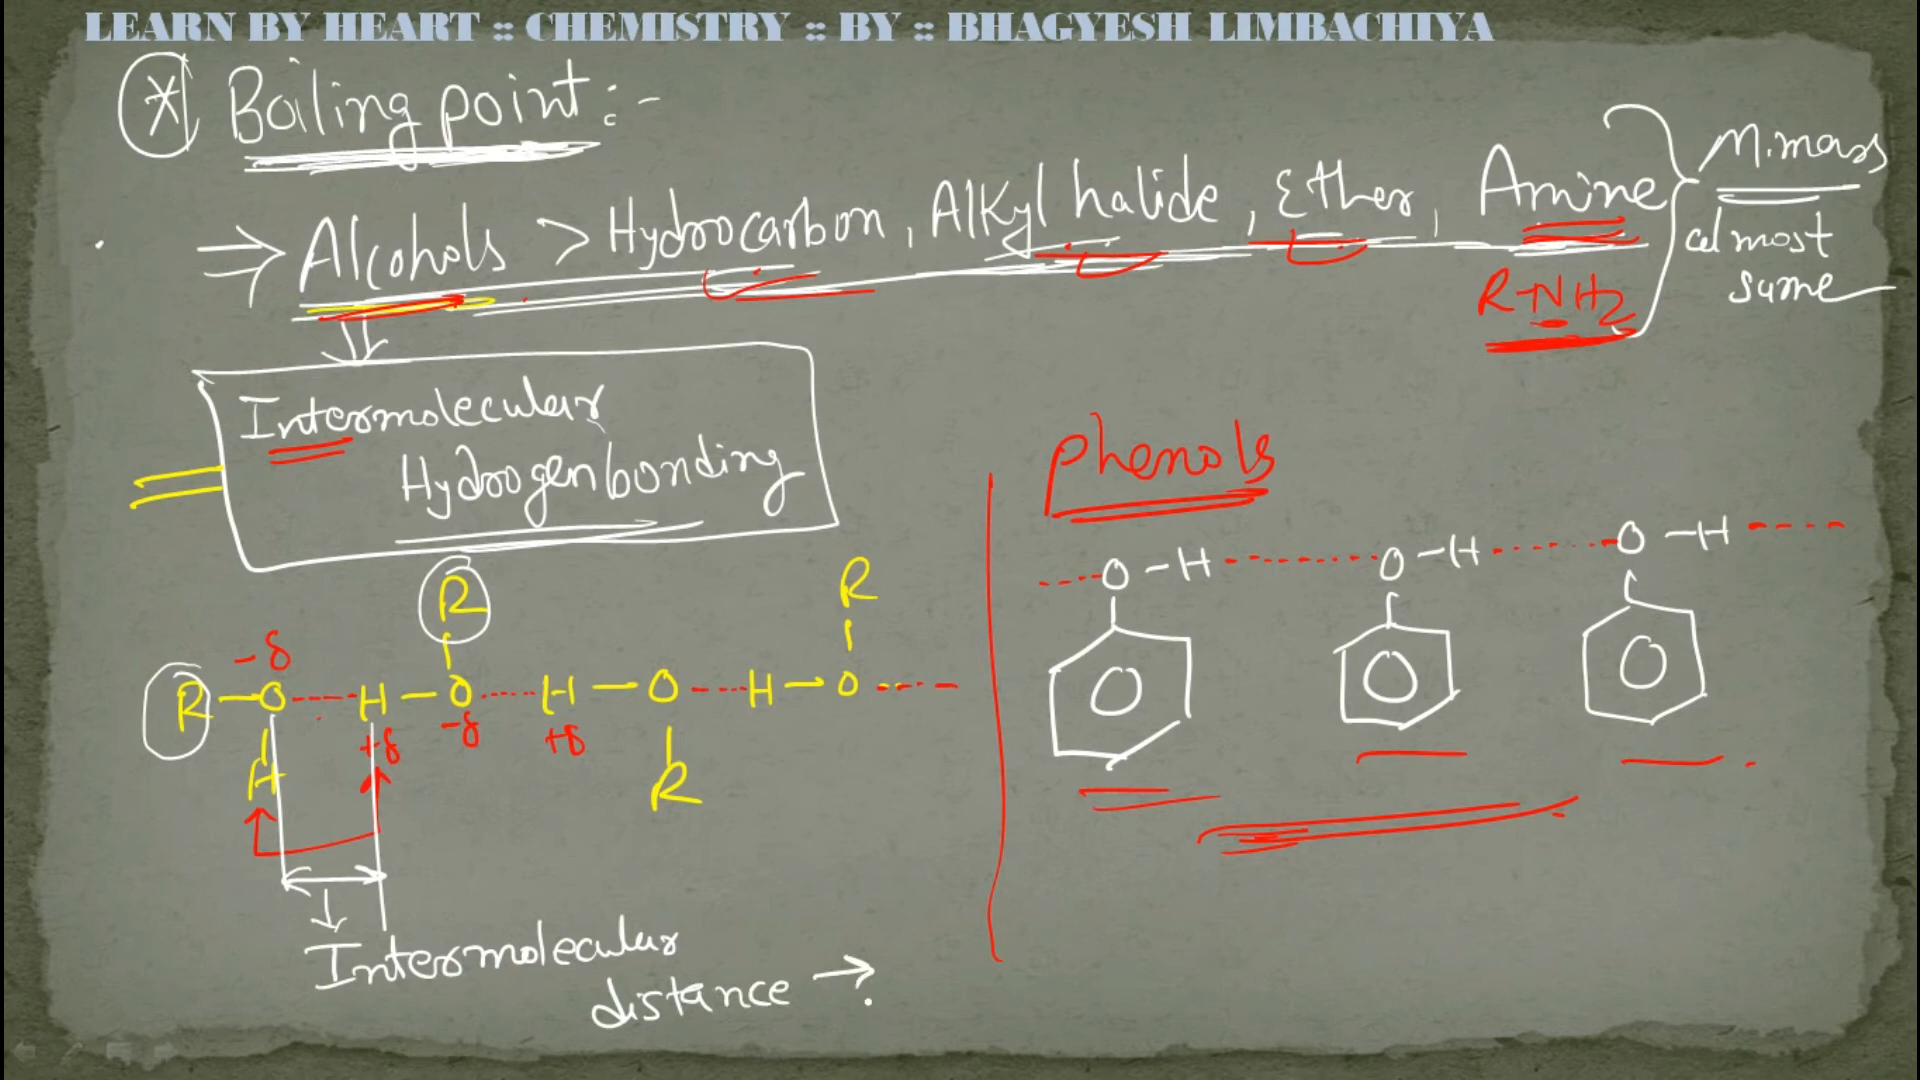 LEARN BY HEART :: CHEMISTRY :: BY :: BHAGYESH LIMBACHIYA
* Boiling point :-
⇒ Alcohols > Hydrocarbon, Alkyl halide, Ether, Amine
M.mass
almost
same
R-NH2
Intermolecular
Hydrogen bonding
Phenols
O-H O-H O-H
R R
-δ
R-O H-O H-O H-O
+δ -δ +δ
H R
Intermolecular
distance →